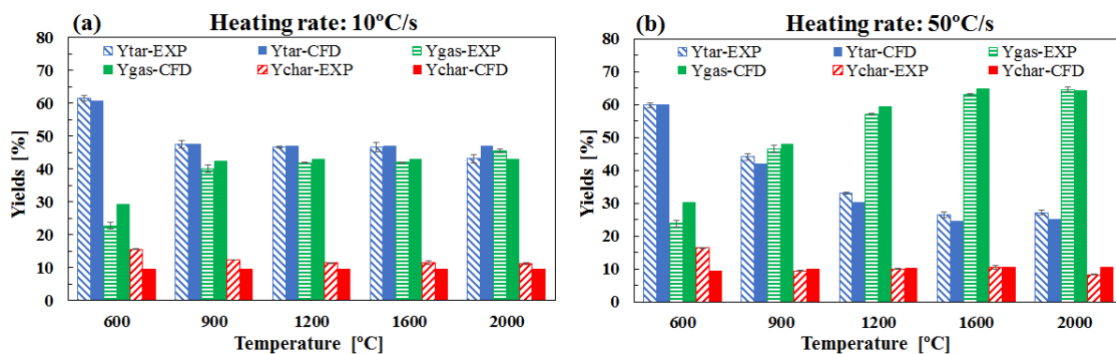 (a) Heating rate: 10°C/s
80
Ytar-EXP Ytar-CFD Ygas-EXP
70
Ygas-CFD Ychar-EXP Ychar-CFD
60
50
40
30
20
10
0
Yields [%]
600 900 1200 1600 2000
Temperature [°C]
(b) Heating rate: 50°C/s
80
Ytar-EXP Ytar-CFD Ygas-EXP
70
Ygas-CFD Ychar-EXP Ychar-CFD
60
50
40
30
20
10
0
Yields [%]
600 900 1200 1600 2000
Temperature [°C]